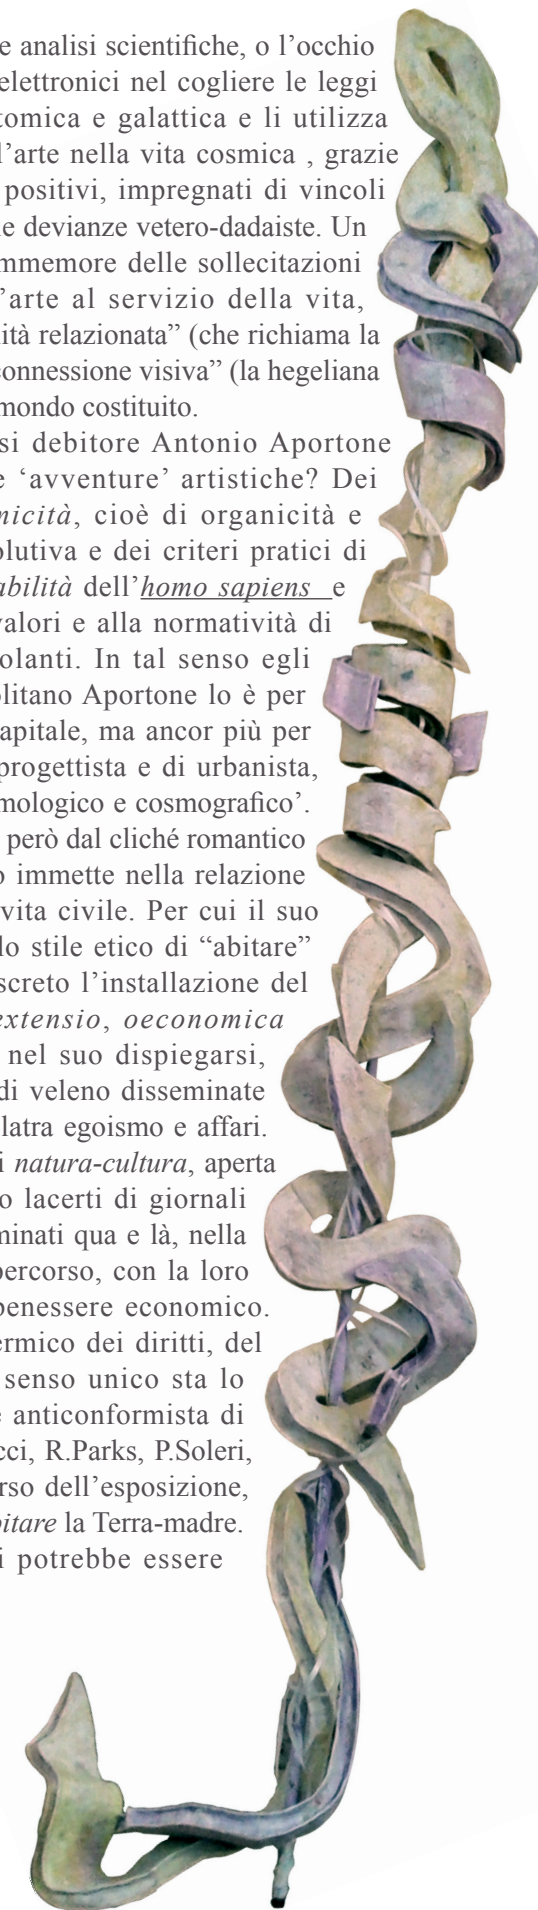 e analisi scientifiche, o l’occhio
elettronici nel cogliere le leggi
tomica e galattica e li utilizza
l’arte nella vita cosmica , grazie
positivi, impregnati di vincoli
le devianze vetero-dadaiste. Un
mmemore delle sollecitazioni
’arte al servizio della vita,
ità relazionata” (che richiama la
connessione visiva” (la hegeliana
mondo costituito.
si debitore Antonio Aportone
e ‘avventure’ artistiche? Dei
nicità, cioè di organicità e
olutiva e dei criteri pratici di
abilità dell’homo sapiens e
valori e alla normatività di
olanti. In tal senso egli
olitano Aportone lo è per
apitale, ma ancor più per
progettista e di urbanista,
mologico e cosmografico’.
però dal cliché romantico
o immette nella relazione
vita civile. Per cui il suo
lo stile etico di “abitare”
screto l’installazione del
extensio, oeconomica
nel suo dispiegarsi,
di veleno disseminate
latra egoismo e affari.
i natura-cultura, aperta
o lacerti di giornali
minati qua e là, nella
percorso, con la loro
benessere economico.
ermico dei diritti, del
senso unico sta lo
e anticonformista di
cci, R.Parks, P.Soleri,
rso dell’esposizione,
bitare la Terra-madre.
i potrebbe essere